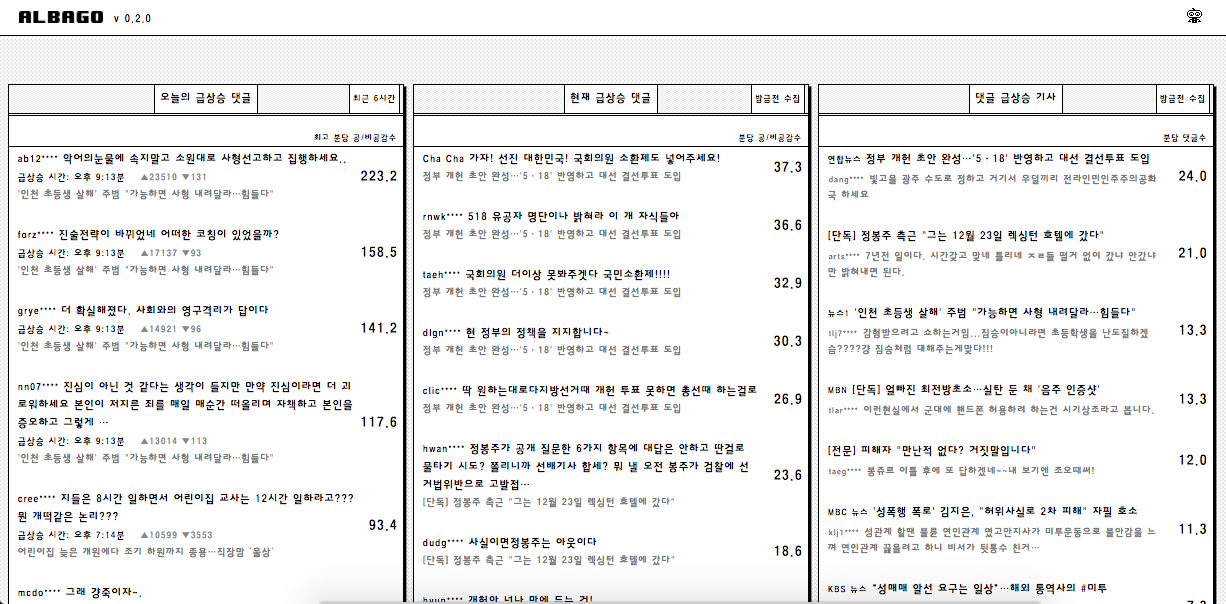 ALBAGO v 0.2.0
오늘의 급상승 댓글
최근 6시간
최고 분당 공/비공감수
ab12**** 악어의눈물에 속지말고 소원대로 사형선고하고 집행하세요..
급상승 시간: 오후 9:13분 ▲23510 ▼131
223.2
'인천 초등생 살해' 주범 "가능하면 사형 내려달라…힘들다"
forz**** 진술전략이 바뀌었네 어떠한 코칭이 있었을까?
급상승 시간: 오후 9:13분 ▲17137 ▼93
158.5
'인천 초등생 살해' 주범 "가능하면 사형 내려달라…힘들다"
grye**** 더 확실해졌다. 사회와의 영구격리가 답이다
급상승 시간: 오후 9:13분 ▲14921 ▼96
141.2
'인천 초등생 살해' 주범 "가능하면 사형 내려달라…힘들다"
nn07**** 진심이 아닌 것 같다는 생각이 들지만 만약 진심이라면 더 괴
로워하세요 본인이 저지른 죄를 매일 매순간 떠올리며 자책하고 본인을
증오하고 그렇게 …
117.6
급상승 시간: 오후 9:13분 ▲13014 ▼113
'인천 초등생 살해' 주범 "가능하면 사형 내려달라…힘들다"
cree**** 지들은 8시간 일하면서 어린이집 교사는 12시간 일하라고???
뭔 개떡같은 논리???
93.4
급상승 시간: 오후 7:14분 ▲10599 ▼3553
어린이집 늦은 개원에다 조기 하원까지 종용…직장맘 '울상'
mcdo**** 그래 걍죽이자~.
현재 급상승 댓글
방금전 수집
분당 공/비공감수
Cha Cha 가자! 선진 대한민국! 국회의원 소환제도 넣어주세요!
37.3
정부 개헌 초안 완성…'5·18' 반영하고 대선 결선투표 도입
rnwk**** 518 유공자 명단이나 밝혀라 이 개 자식들아
36.6
정부 개헌 초안 완성…'5·18' 반영하고 대선 결선투표 도입
taeh**** 국회의원 더이상 못봐주겟다 국민소환제!!!!
32.9
정부 개헌 초안 완성…'5·18' 반영하고 대선 결선투표 도입
dlgn**** 현 정부의 정책을 지지합니다~
30.3
정부 개헌 초안 완성…'5·18' 반영하고 대선 결선투표 도입
clic**** 딱 원하는대로다지방선거때 개헌 투표 못하면 총선때 하는걸로
26.9
정부 개헌 초안 완성…'5·18' 반영하고 대선 결선투표 도입
hwan**** 정봉주가 공개 질문한 6가지 항목에 대답은 안하고 딴걸로
물타기 시도? 쫄리니까 선배기사 합세? 뭐 낼 오전 봉주가 검찰에 선
거법위반으로 고발접…
23.6
[단독] 정봉주 측근 "그는 12월 23일 렉싱턴 호텔에 갔다"
dudg**** 사실이면정봉주는 아웃이다
18.6
[단독] 정봉주 측근 "그는 12월 23일 렉싱턴 호텔에 갔다"
hyun**** 개헌안 넌나 맘에 드는 거!
댓글 급상승 기사
방금전 수집
분당 댓글수
연합뉴스 정부 개헌 초안 완성…'5·18' 반영하고 대선 결선투표 도입
24.0
dang**** 빛고을 광주 수도로 정하고 거기서 우덜끼리 전라인민인주주의공화
국 하세요
[단독] 정봉주 측근 "그는 12월 23일 렉싱턴 호텔에 갔다"
21.0
arts**** 7년전 일이다. 시간갖고 맞네 틀리네 ㅈㄹ들 떨거 없이 갔냐 안갔냐
만 밝혀내면 된다.
뉴스1 '인천 초등생 살해' 주범 "가능하면 사형 내려달라…힘들다"
13.3
tlj7**** 감형받으려고 쇼하는거임...짐승이아니라면 초등학생을 난도질하겠
슴????걍 짐승처럼 대해주는게맞다!!!
MBN [단독] 얼빠진 최전방초소…실탄 둔 채 '음주 인증샷'
13.3
tlar**** 이런현실에서 군대에 핸드폰 허용하려 하는건 시기상조라고 봅니다.
[전문] 피해자 "만난적 없다? 거짓말입니다"
12.0
taeg**** 봉쥬르 이틀 후에 또 답하겠네~~내 보기엔 조오때써!
MBC 뉴스 '성폭행 폭로' 김지은, "허위사실로 2차 피해" 자필 호소
11.3
klj1**** 섬관계 할땐 불륜 연인관계 였고안지사가 미투운동으로 불안감을 느
껴 연인관계 끊을려고 하니 비서가 뒷통수 친거…
KBS 뉴스 "성매매 알선 요구는 일상"…해외 통역사의 #미투